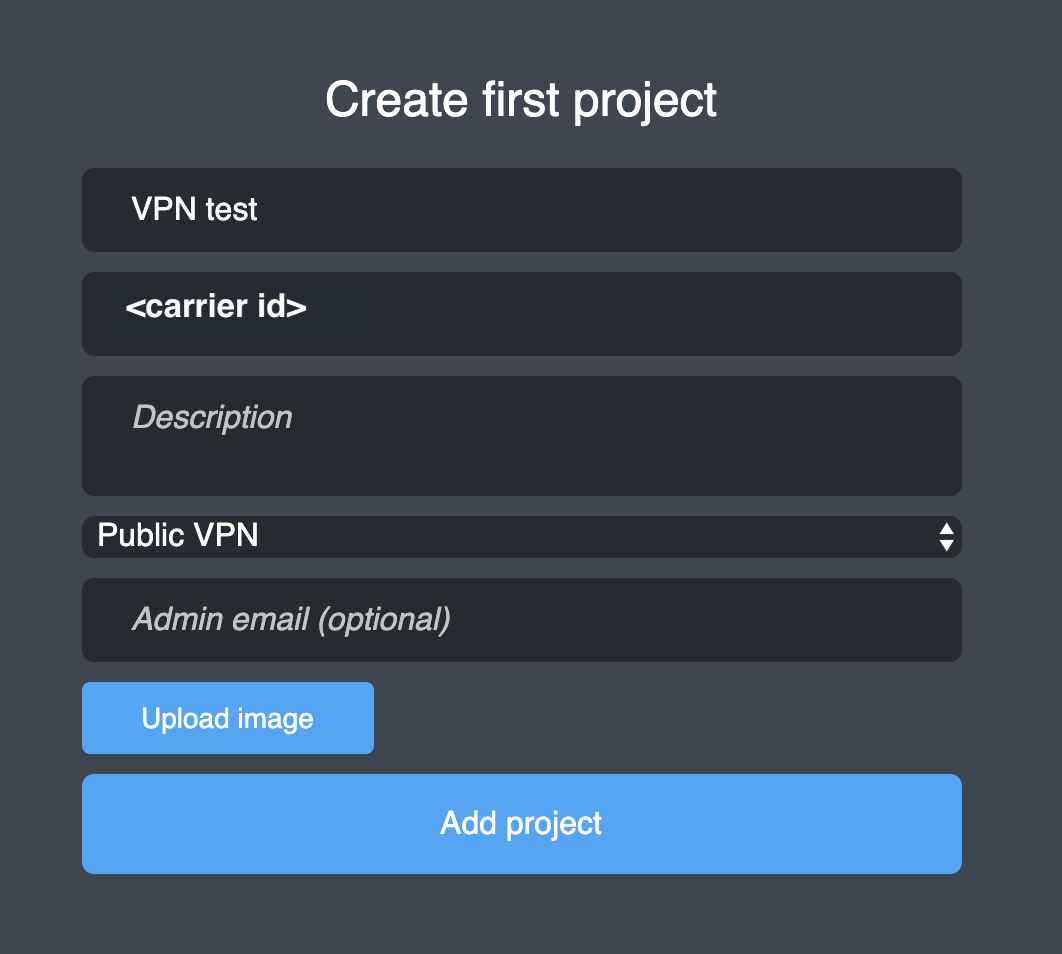 Create first project
VPN test
<carrier id>
Description
Public VPN
Admin email (optional)
Upload image
Add project